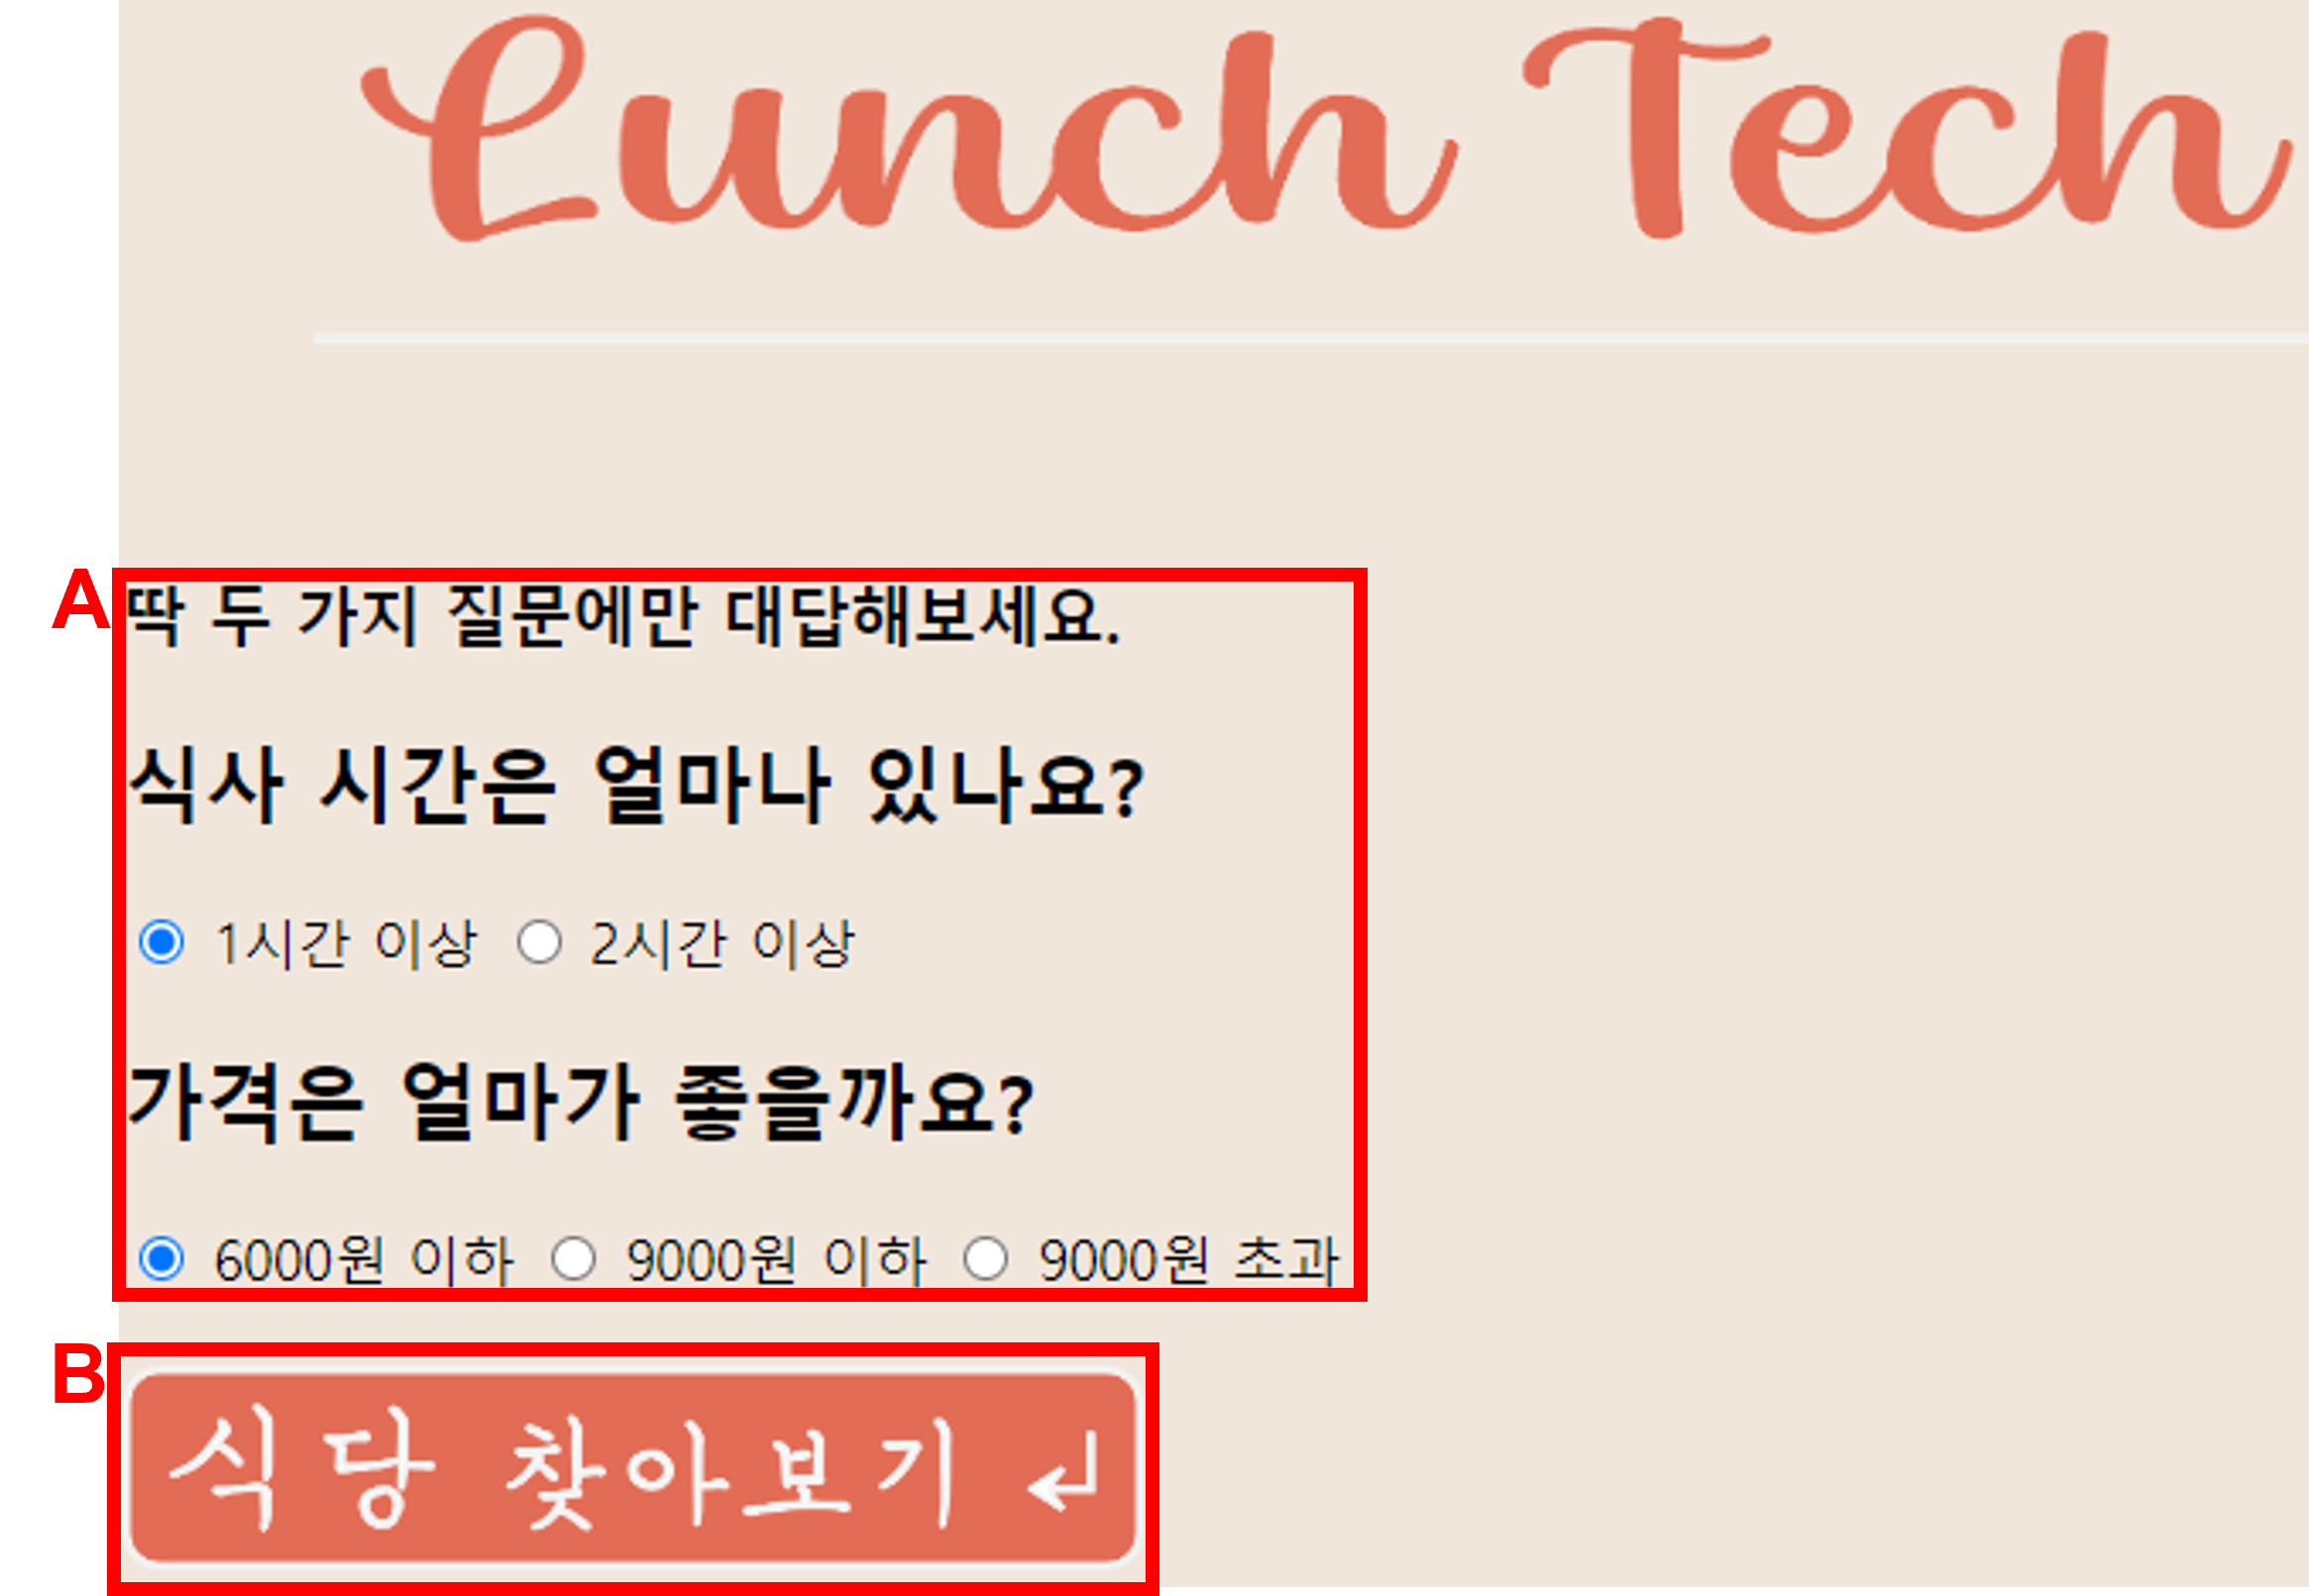 Lunch Tech
A
딱 두 가지 질문에만 대답해보세요.
식사 시간은 얼마나 있나요?
1시간 이상 2시간 이상
가격은 얼마가 좋을까요?
6000원 이하 9000원 이하 9000원 초과
B
식당 찾아보기 ↲